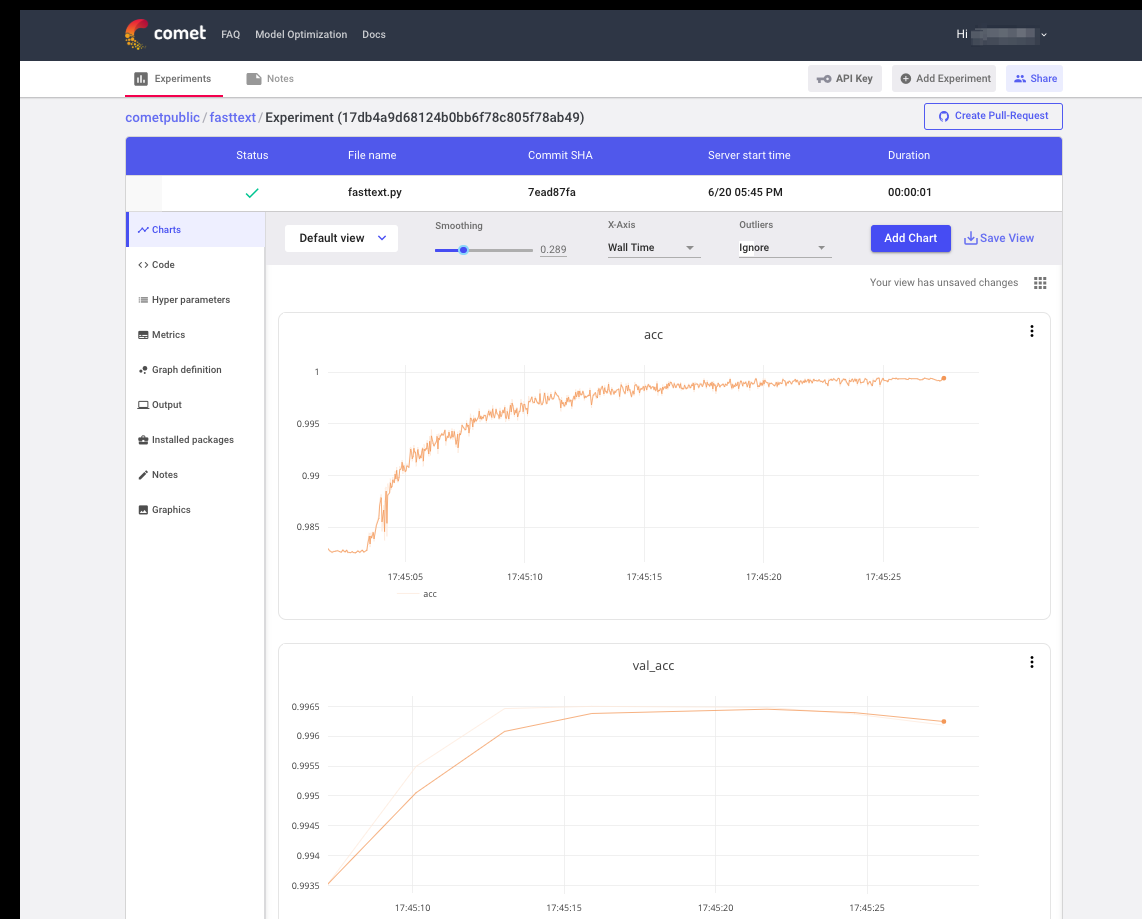 comet FAQ Model Optimization Docs Hi
Experiments Notes API Key Add Experiment Share
cometpublic / fasttext / Experiment (17db4a9d68124b0bb6f78c805f78ab49) Create Pull-Request
Status File name Commit SHA Server start time Duration
fasttext.py 7ead87fa 6/20 05:45 PM 00:00:01
Charts
Code
Hyper parameters
Metrics
Graph definition
Output
Installed packages
Notes
Graphics
Default view Smoothing 0.289 X-Axis Wall Time Outliers Ignore Add Chart Save View
Your view has unsaved changes
acc
1
0.995
0.99
0.985
17:45:05 17:45:10 17:45:15 17:45:20 17:45:25
acc
val_acc
0.9965
0.996
0.9955
0.995
0.9945
0.994
0.9935
17:45:10 17:45:15 17:45:20 17:45:25